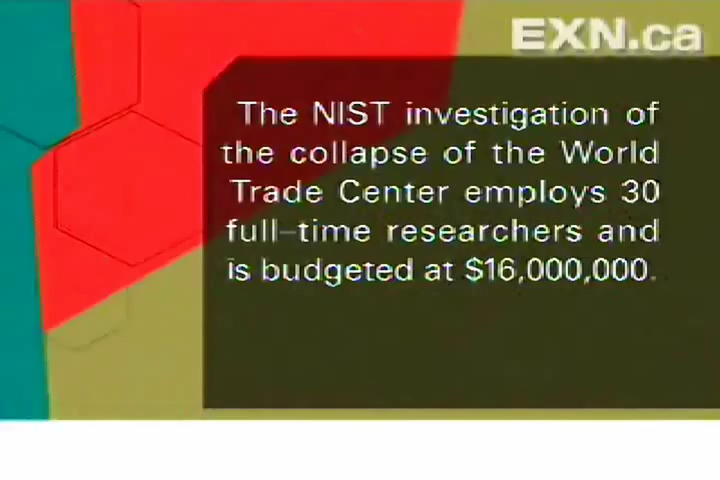 EXN.ca
The NIST investigation of
the collapse of the World
Trade Center employs 30
full-time researchers and
is budgeted at $16,000,000.